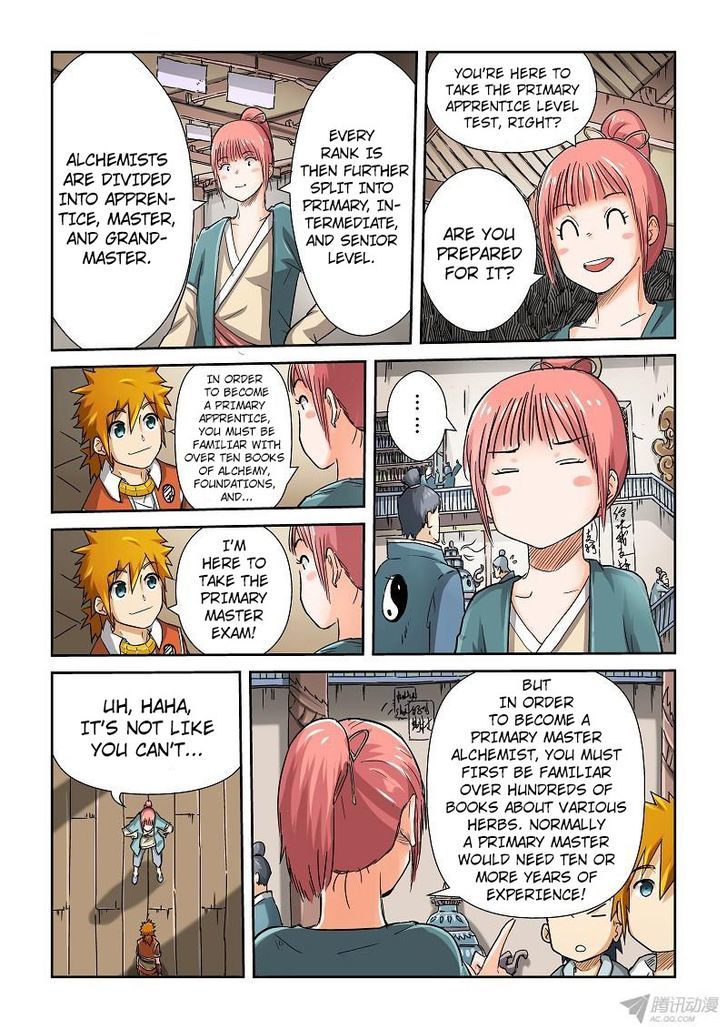 ALCHEMISTS
ARE DIVIDED
INTO APPREN-
TICE, MASTER,
AND GRAND-
MASTER.
EVERY
RANK IS
THEN FURTHER
SPLIT INTO
PRIMARY, IN-
TERMEDIATE,
AND SENIOR
LEVEL.
YOU'RE HERE TO
TAKE THE PRIMARY
APPRENTICE LEVEL
TEST, RIGHT?
ARE YOU
PREPARED
FOR IT?
IN ORDER
TO BECOME
A PRIMARY
APPRENTICE,
YOU MUST BE
FAMILIAR WITH
OVER TEN BOOKS
OF ALCHEMY,
FOUNDATIONS,
AND...
......
I'M
HERE TO
TAKE THE
PRIMARY
MASTER
EXAM!
UH, HAHA,
IT'S NOT LIKE
YOU CAN'T...
BUT
IN ORDER
TO BECOME A
PRIMARY MASTER
ALCHEMIST, YOU MUST
FIRST BE FAMILIAR
OVER HUNDREDS OF
BOOKS ABOUT VARIOUS
HERBS. NORMALLY
A PRIMARY MASTER
WOULD NEED TEN OR
MORE YEARS OF
EXPERIENCE!
腾讯动漫
AC.QQ.COM